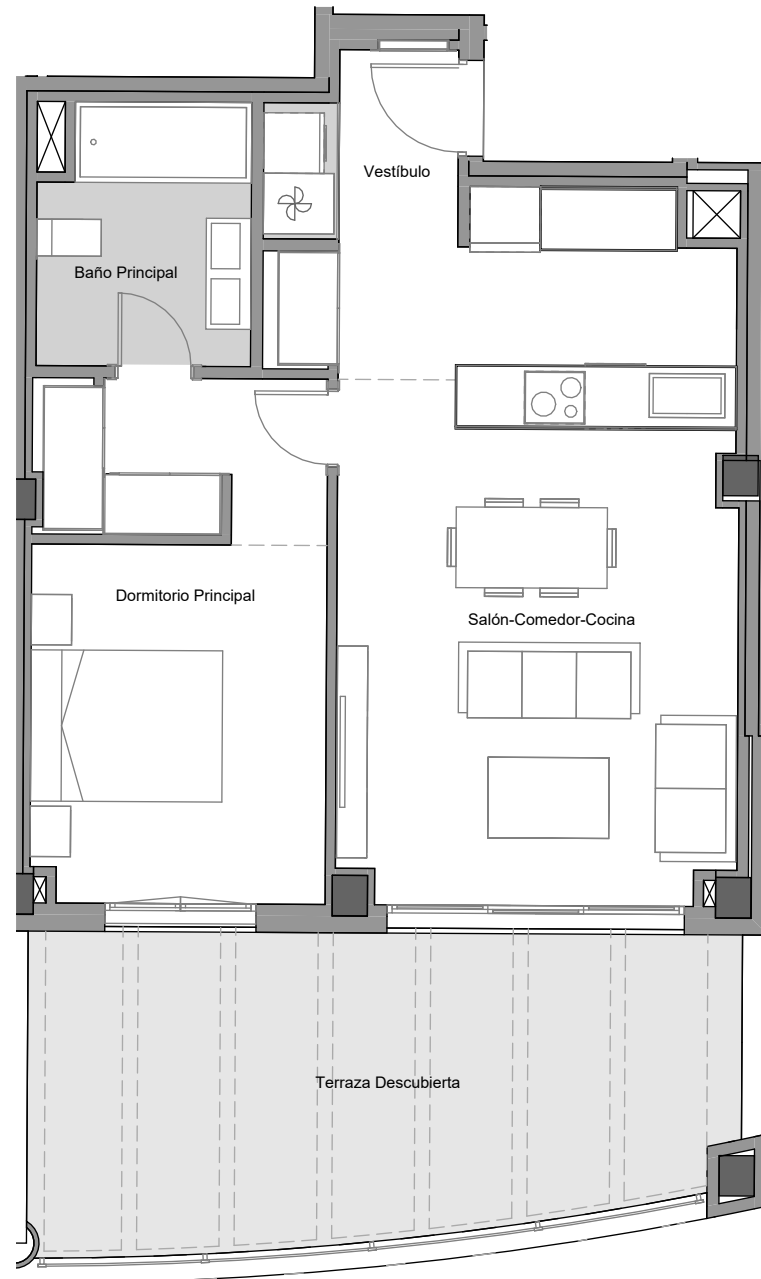 Vestíbulo
Baño Principal
Dormitorio Principal
Salón-Comedor-Cocina
Terraza Descubierta